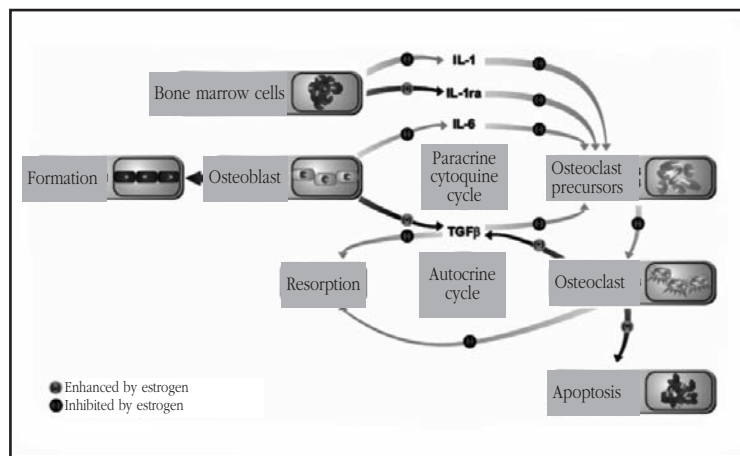 IL-1
Bone marrow cells
IL-1ra
IL-6
Formation
Osteoblast
Paracrine
cytoquine
cycle
Osteoclast
precursors
TGFβ
Resorption
Autocrine
cycle
Osteoclast
Enhanced by estrogen
Inhibited by estrogen
Apoptosis